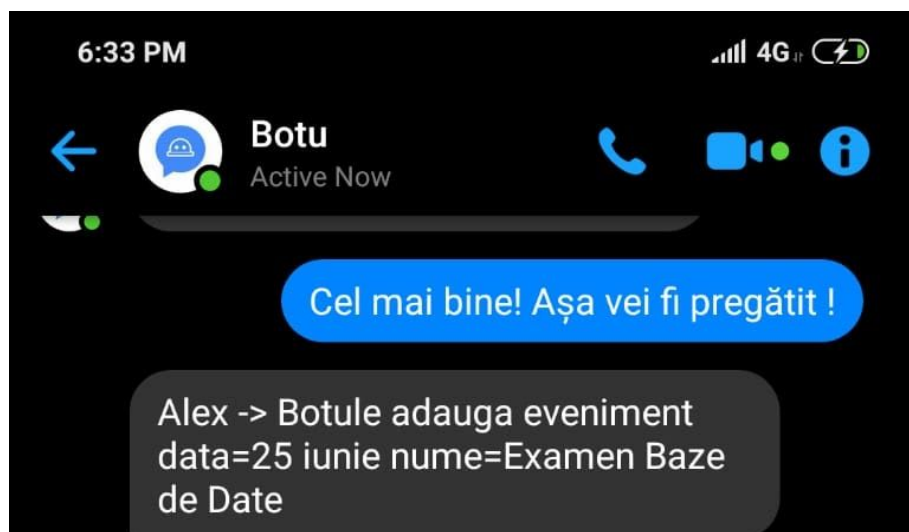 6:33 PM
4G
Botu
Active Now
Cel mai bine! Așa vei fi pregătit !
Alex -> Botule adauga eveniment
data=25 iunie nume=Examen Baze
de Date